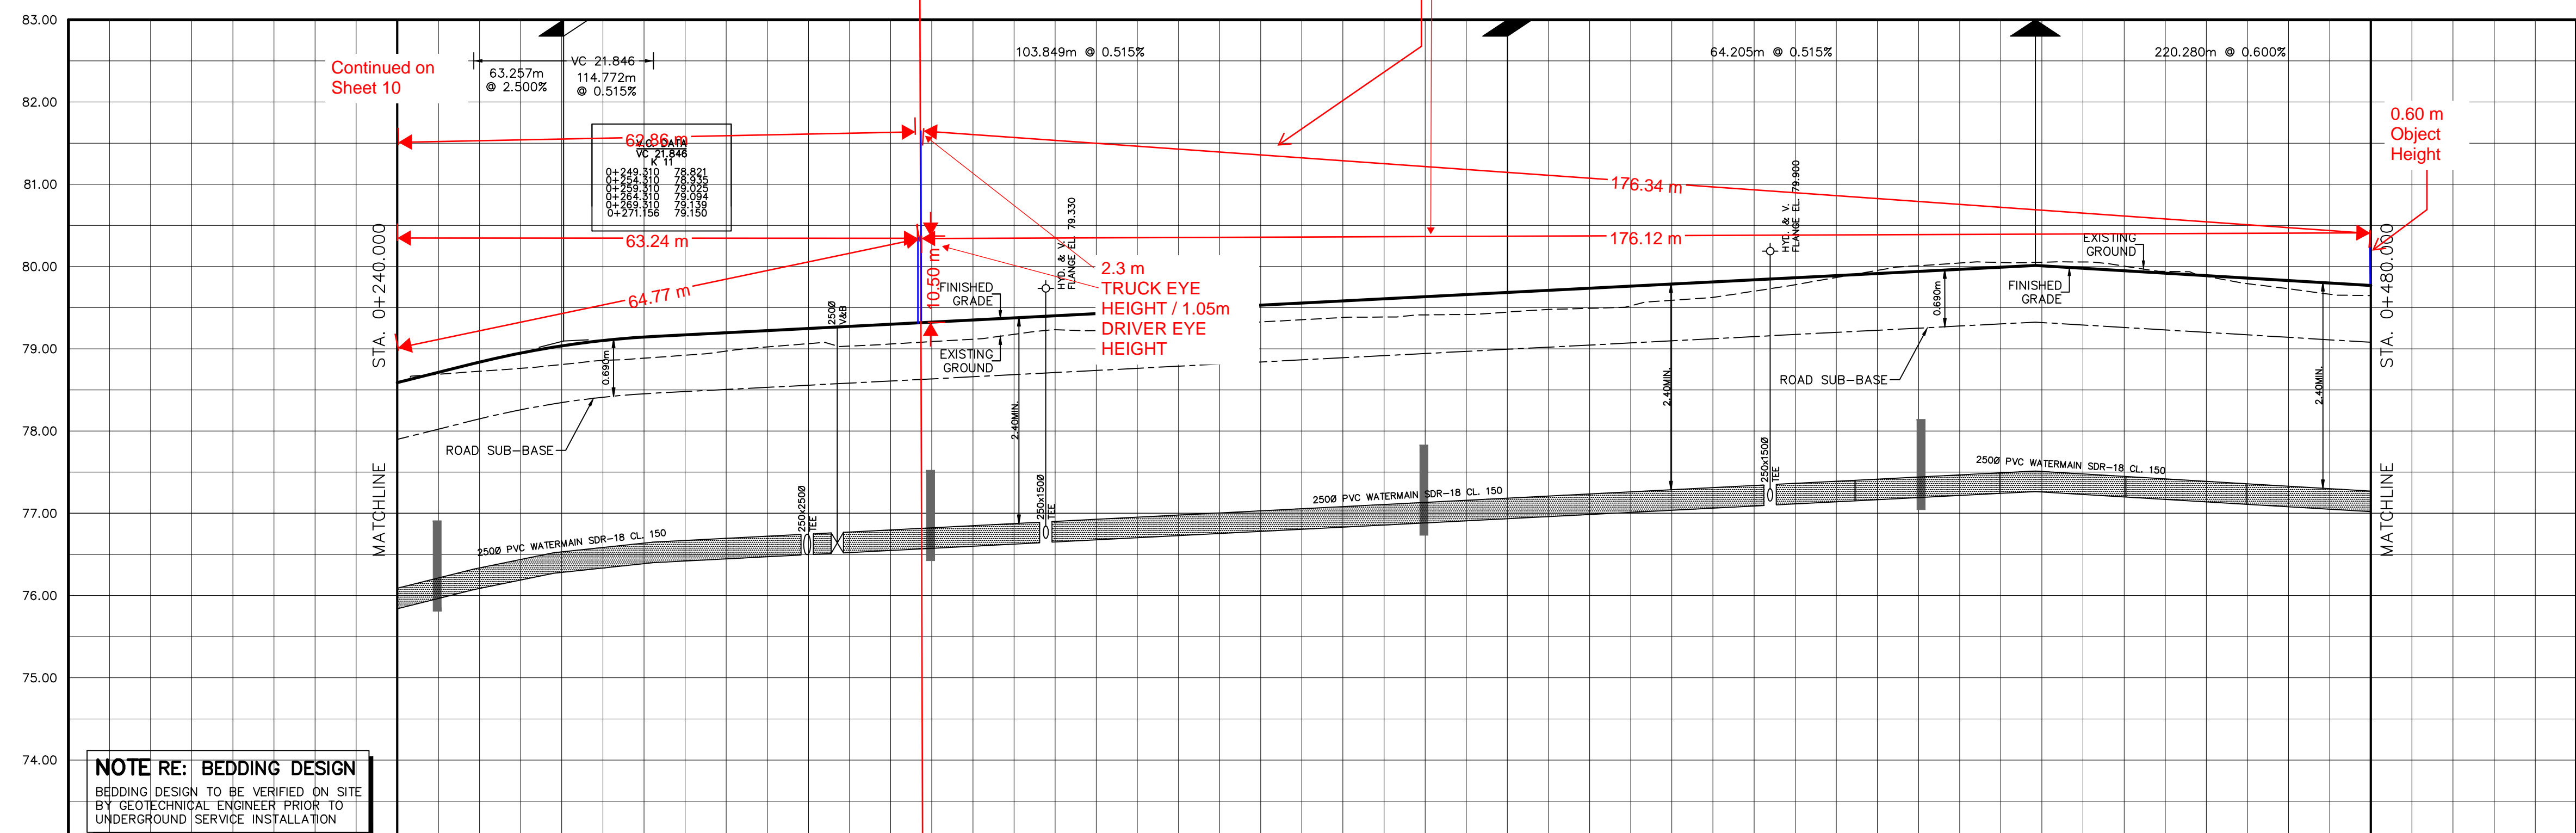 83.00
82.00
81.00
80.00
79.00
78.00
77.00
76.00
75.00
74.00
Continued on
Sheet 10
63.257m
@ 2.500%
VC 21.846
114.772m
@ 0.515%
103.849m @ 0.515%
64.205m @ 0.515%
220.280m @ 0.600%
62.86 m
V.C. DATA
VC 21.846
K 11
0+249.310 78.821
0+254.310 78.935
0+259.310 79.025
0+264.310 79.094
0+269.310 79.139
0+271.156 79.150
176.34 m
0.60 m
Object
Height
63.24 m
176.12 m
64.77 m
10.50 m
2.3 m
TRUCK EYE
HEIGHT / 1.05m
DRIVER EYE
HEIGHT
HYD. & V.
FLANGE EL. 79.330
HYD. & V.
FLANGE EL. 79.900
FINISHED
GRADE
EXISTING
GROUND
EXISTING
GROUND
FINISHED
GRADE
250Ø
V&B
0.690m
0.690m
2.40MIN.
2.40MIN.
2.40MIN.
ROAD SUB-BASE
ROAD SUB-BASE
MATCHLINE STA. 0+240.000
MATCHLINE STA. 0+480.000
250x250Ø
TEE
250x150Ø
TEE
250x150Ø
TEE
250Ø PVC WATERMAIN SDR-18 CL. 150
250Ø PVC WATERMAIN SDR-18 CL. 150
250Ø PVC WATERMAIN SDR-18 CL. 150
NOTE RE: BEDDING DESIGN
BEDDING DESIGN TO BE VERIFIED ON SITE
BY GEOTECHNICAL ENGINEER PRIOR TO
UNDERGROUND SERVICE INSTALLATION